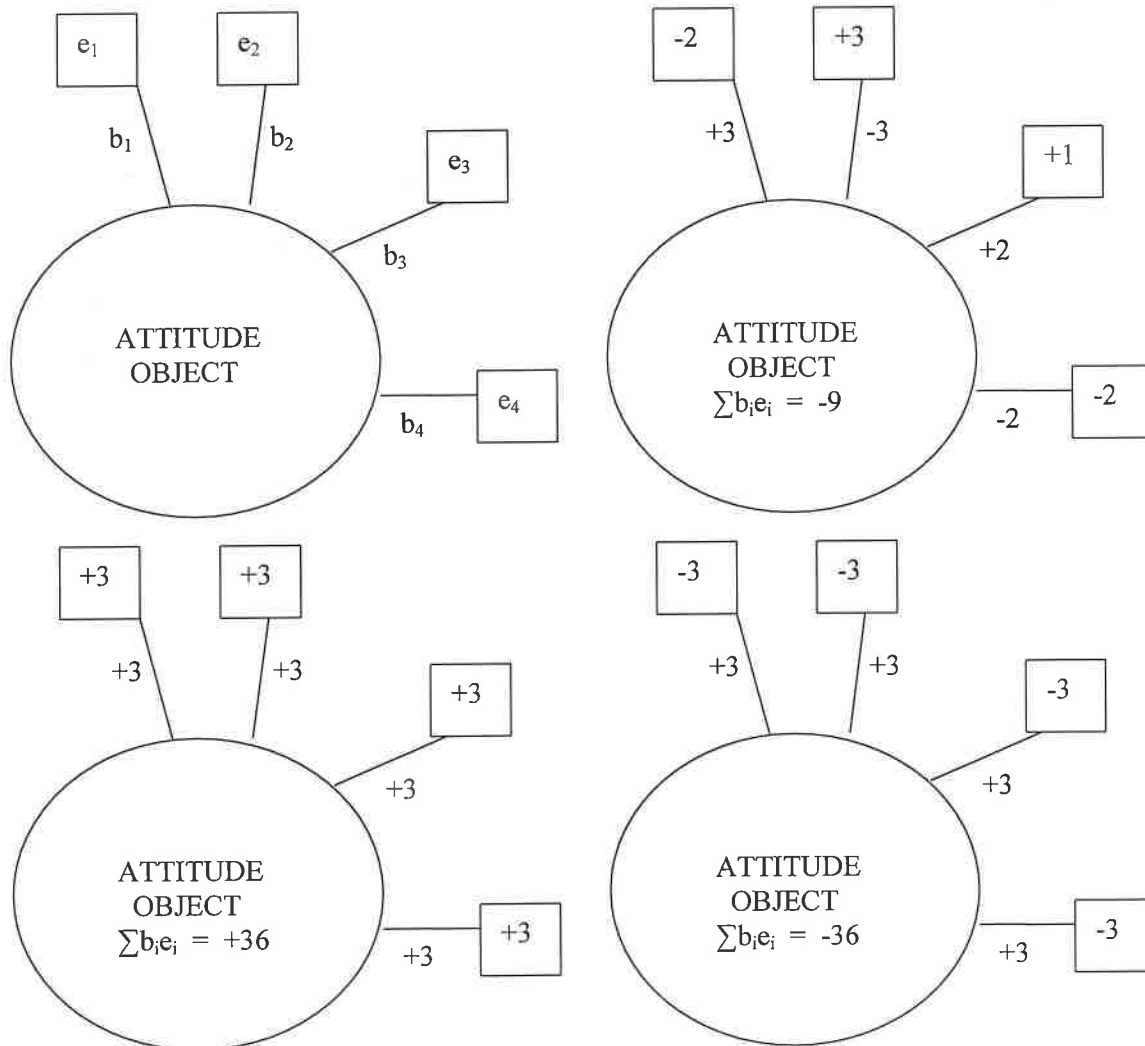 e₁
e₂
b₁
b₂
e₃
b₃
ATTITUDE
OBJECT
b₄
e₄
-2
+3
+3
-3
+1
+2
ATTITUDE
OBJECT
∑bᵢeᵢ = -9
-2
-2
+3
+3
+3
+3
+3
+3
ATTITUDE
OBJECT
∑bᵢeᵢ = +36
+3
+3
-3
-3
+3
+3
-3
+3
ATTITUDE
OBJECT
∑bᵢeᵢ = -36
+3
-3